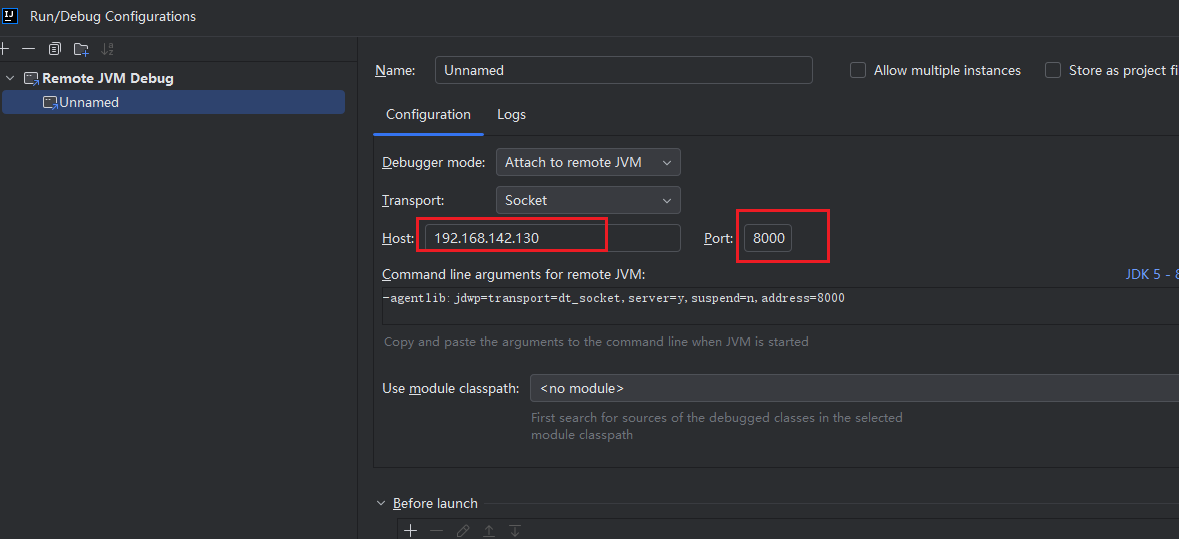 Run/Debug Configurations
Remote JVM Debug
Unnamed
Name: Unnamed Allow multiple instances Store as project fi
Configuration Logs
Debugger mode: Attach to remote JVM
Transport: Socket
Host: 192.168.142.130 Port: 8000
Command line arguments for remote JVM: JDK 5 - 8
-agentlib:jdwp=transport=dt_socket,server=y,suspend=n,address=8000
Copy and paste the arguments to the command line when JVM is started
Use module classpath: <no module>
First search for sources of the debugged classes in the selected
module classpath
Before launch